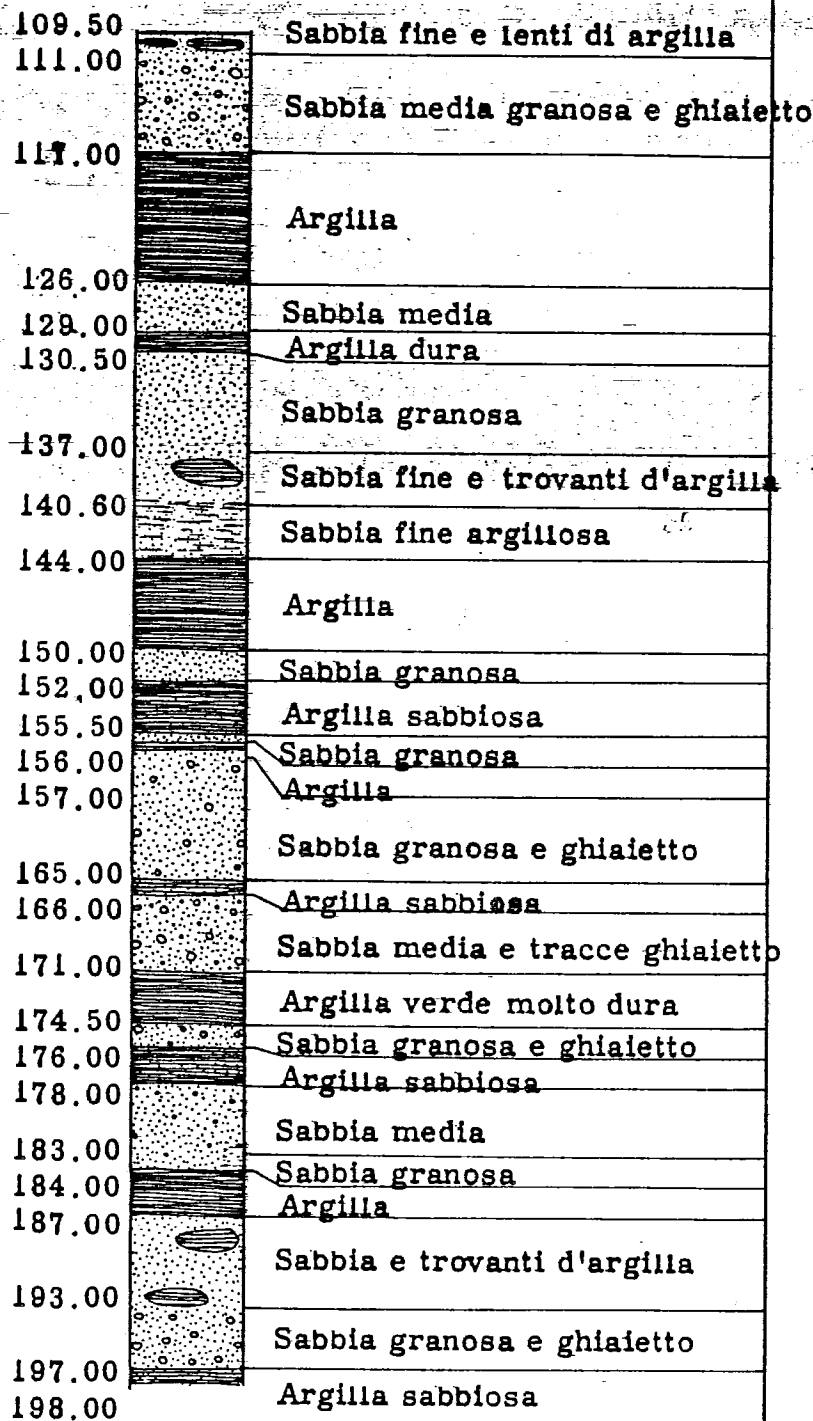 109.50
Sabbia fine e lenti di argilla
111.00
Sabbia media granosa e ghiaietto
117.00
Argilla
126.00
Sabbia media
129.00
Argilla dura
130.50
Sabbia granosa
137.00
Sabbia fine e trovanti d'argilla
140.60
Sabbia fine argillosa
144.00
Argilla
150.00
Sabbia granosa
152,00
Argilla sabbiosa
155.50
Sabbia granosa
156.00
Argilla
157.00
Sabbia granosa e ghiaietto
165.00
Argilla sabbiosa
166.00
Sabbia media e tracce ghiaietto
171.00
Argilla verde molto dura
174.50
Sabbia granosa e ghiaietto
176.00
Argilla sabbiosa
178.00
Sabbia media
183.00
Sabbia granosa
184.00
Argilla
187.00
Sabbia e trovanti d'argilla
193.00
Sabbia granosa e ghiaietto
197.00
Argilla sabbiosa
198.00